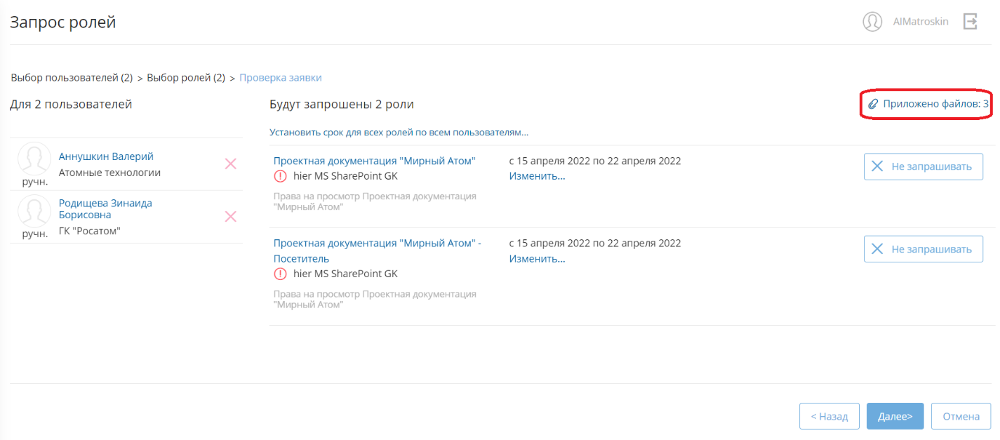 Запрос ролей
AIMatroskin
Выбор пользователей (2) > Выбор ролей (2) > Проверка заявки
Для 2 пользователей
Будут запрошены 2 роли
Приложено файлов: 3
Установить срок для всех ролей по всем пользователям...
Аннушкин Валерий
Атомные технологии
ручн.
Родищева Зинаида
Борисовна
ГК "Росатом"
ручн.
Проектная документация "Мирный Атом"
hier MS SharePoint GK
Права на просмотр Проектная документация
"Мирный Атом"
с 15 апреля 2022 по 22 апреля 2022
Изменить...
Не запрашивать
Проектная документация "Мирный Атом" -
Посетитель
hier MS SharePoint GK
Права на просмотр Проектная документация
"Мирный Атом"
с 15 апреля 2022 по 22 апреля 2022
Изменить...
Не запрашивать
< Назад
Далее>
Отмена